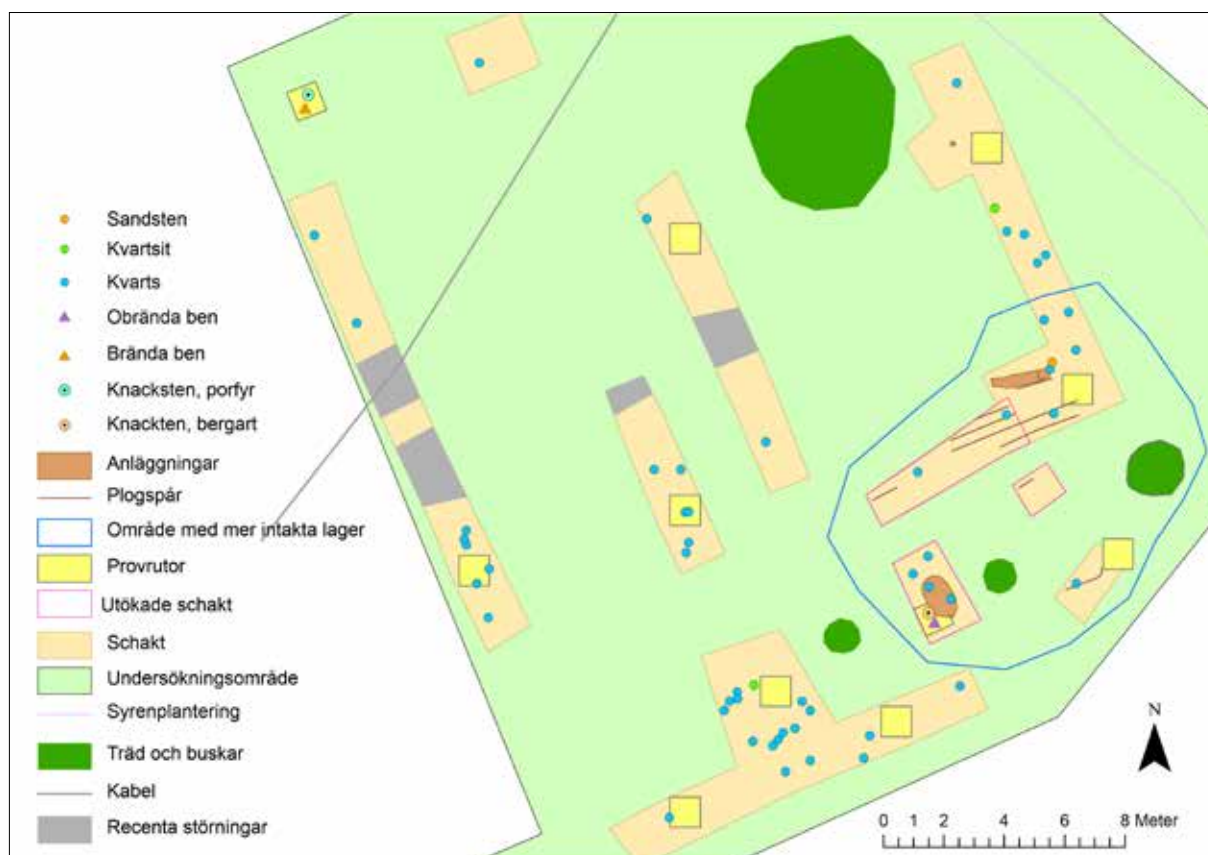 Sandsten
Kvartsit
Kvarts
Obrända ben
Brända ben
Knacksten, porfyr
Knackten, bergart
Anläggningar
Plogspår
Område med mer intakta lager
Provrutor
Utökade schakt
Schakt
Undersökningsområde
Syrenplantering
Träd och buskar
Kabel
Recenta störningar
N
0 1 2 4 6 8 Meter